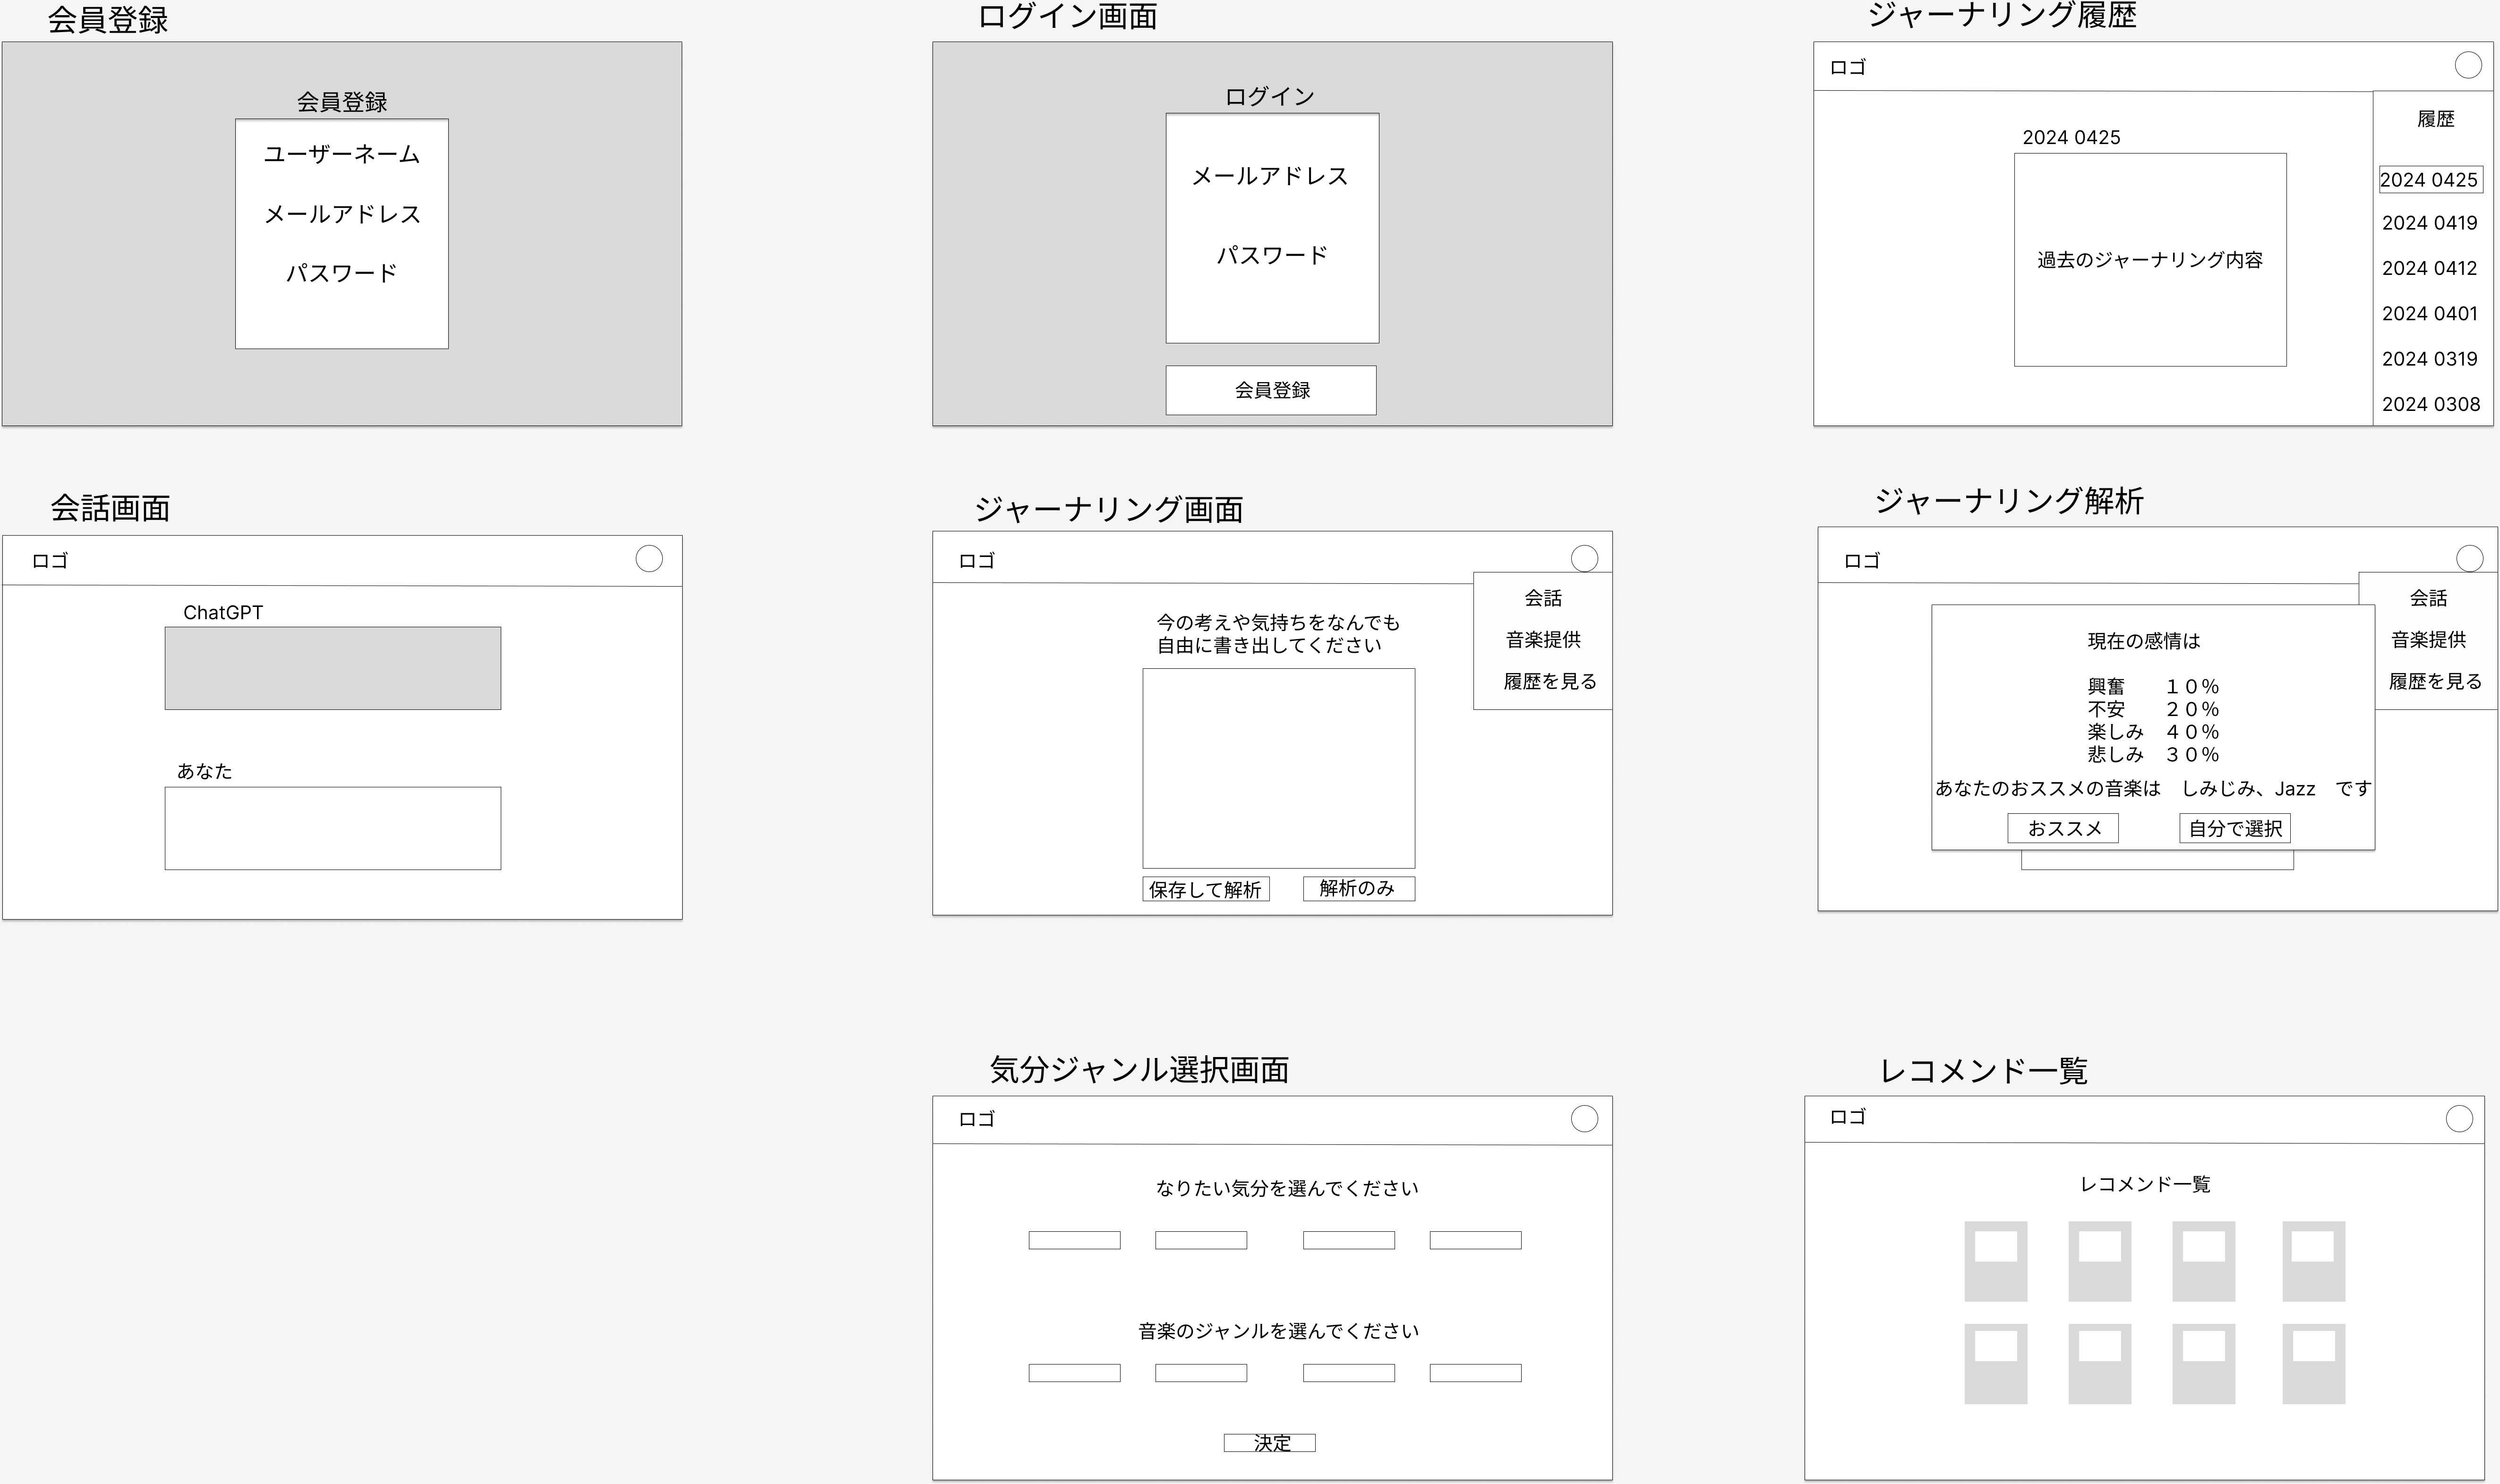 会員登録
会員登録
ユーザーネーム
メールアドレス
パスワード
ログイン画面
ログイン
メールアドレス
パスワード
会員登録
ジャーナリング履歴
ロゴ
2024 0425
過去のジャーナリング内容
履歴
2024 0425
2024 0419
2024 0412
2024 0401
2024 0319
2024 0308
会話画面
ロゴ
ChatGPT
あなた
ジャーナリング画面
ロゴ
今の考えや気持ちをなんでも
自由に書き出してください
保存して解析
解析のみ
会話
音楽提供
履歴を見る
ジャーナリング解析
ロゴ
会話
音楽提供
履歴を見る
現在の感情は
興奮　　１０％
不安　　２０％
楽しみ　４０％
悲しみ　３０％
あなたのおススメの音楽は　しみじみ、Jazz　です
おススメ
自分で選択
気分ジャンル選択画面
ロゴ
なりたい気分を選んでください
音楽のジャンルを選んでください
決定
レコメンド一覧
ロゴ
レコメンド一覧